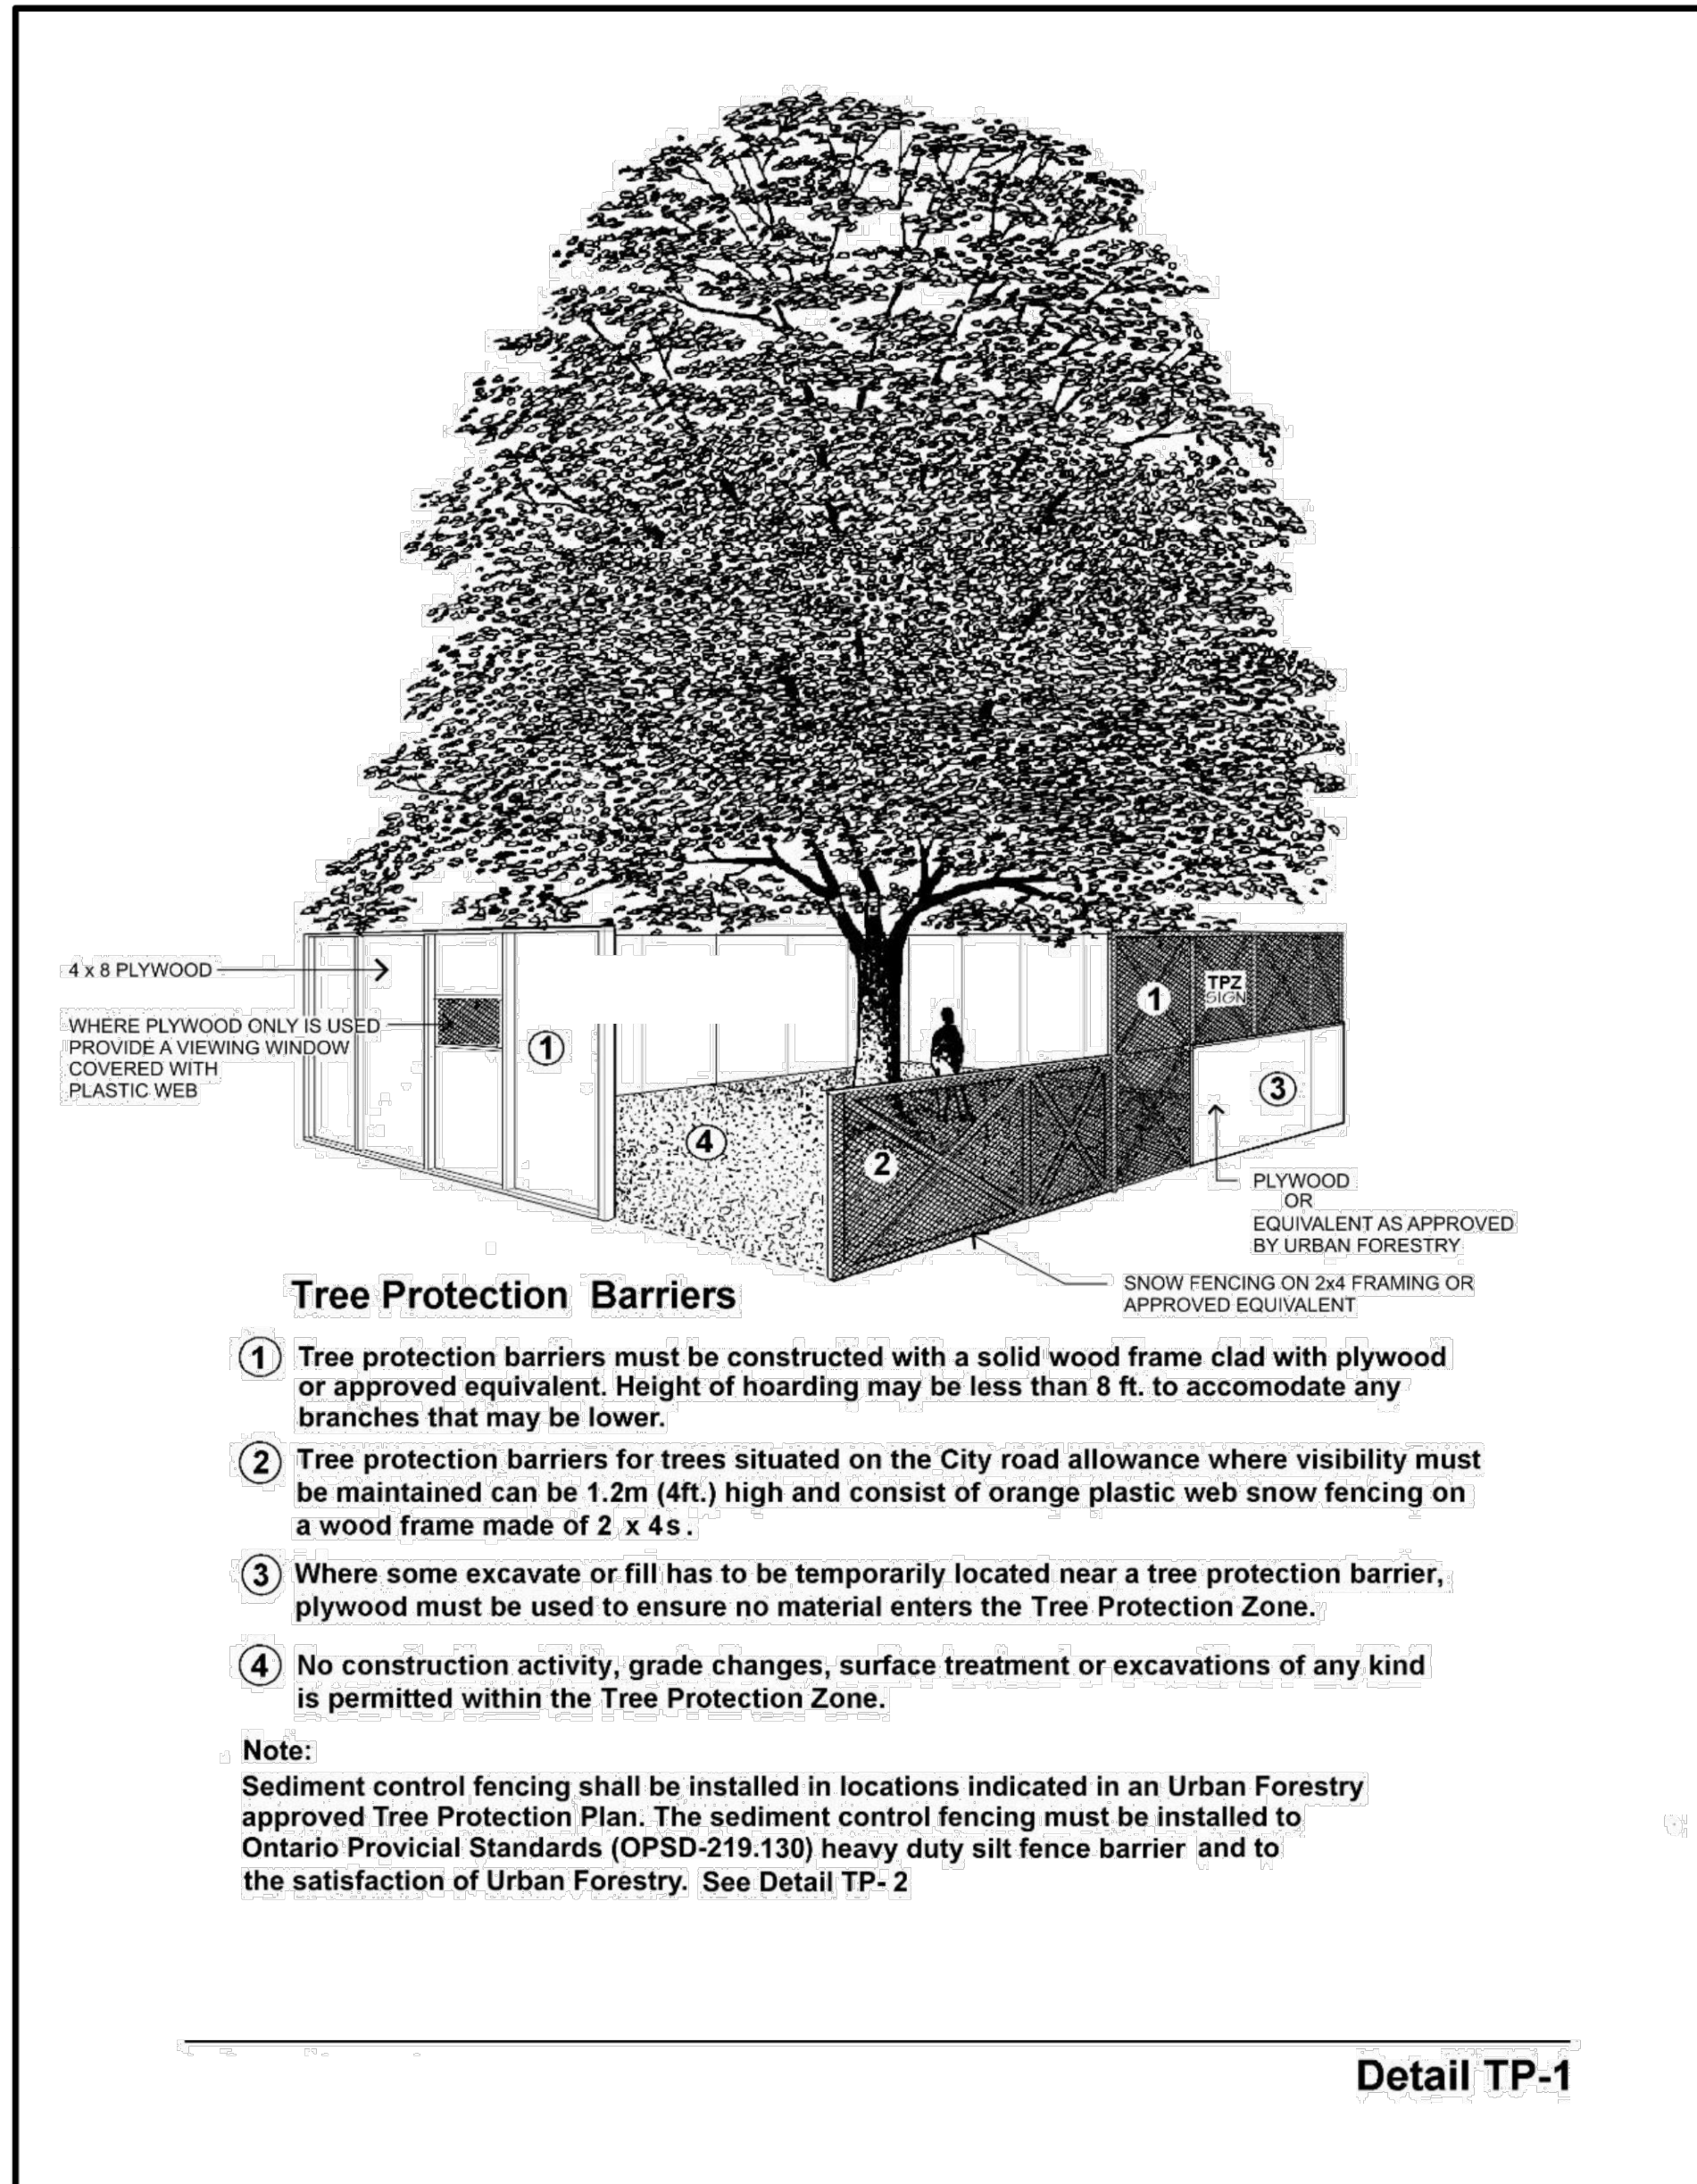 4 x 8 PLYWOOD
WHERE PLYWOOD ONLY IS USED
PROVIDE A VIEWING WINDOW
COVERED WITH
PLASTIC WEB
1
4
2
1
TPZ
SIGN
3
PLYWOOD
OR
EQUIVALENT AS APPROVED
BY URBAN FORESTRY
SNOW FENCING ON 2x4 FRAMING OR
APPROVED EQUIVALENT
Tree Protection Barriers
1 Tree protection barriers must be constructed with a solid wood frame clad with plywood
or approved equivalent. Height of hoarding may be less than 8 ft. to accomodate any
branches that may be lower.
2 Tree protection barriers for trees situated on the City road allowance where visibility must
be maintained can be 1.2m (4ft.) high and consist of orange plastic web snow fencing on
a wood frame made of 2 x 4s.
3 Where some excavate or fill has to be temporarily located near a tree protection barrier,
plywood must be used to ensure no material enters the Tree Protection Zone.
4 No construction activity, grade changes, surface treatment or excavations of any kind
is permitted within the Tree Protection Zone.
Note:
Sediment control fencing shall be installed in locations indicated in an Urban Forestry
approved Tree Protection Plan. The sediment control fencing must be installed to
Ontario Provicial Standards (OPSD-219.130) heavy duty silt fence barrier and to
the satisfaction of Urban Forestry. See Detail TP- 2
Detail TP-1